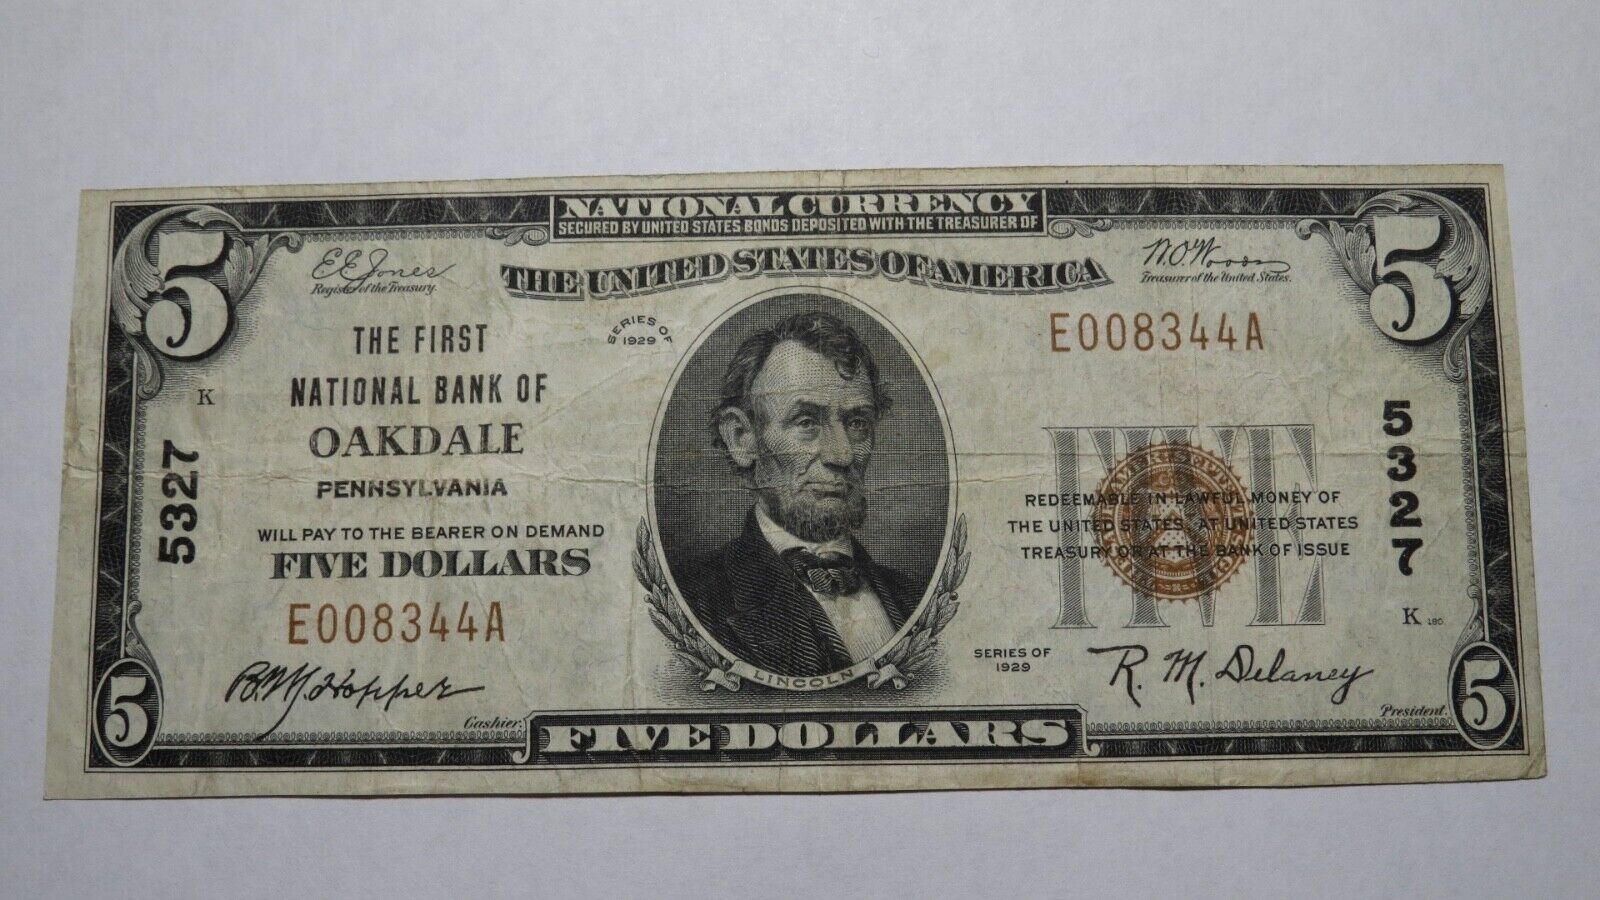 NATIONAL CURRENCY
SECURED BY UNITED STATES BONDS DEPOSITED WITH THE TREASURER OF
THE UNITED STATES OF AMERICA
5
5
E E Jones
Register of the Treasury.
W.O. Woods
Treasurer of the United States.
SERIES OF
1929
E008344A
THE FIRST
NATIONAL BANK OF
OAKDALE
PENNSYLVANIA
K
5327
5327
WILL PAY TO THE BEARER ON DEMAND
FIVE DOLLARS
E008344A
FIVE
REDEEMABLE IN LAWFUL MONEY OF
THE UNITED STATES, AT UNITED STATES
TREASURY OR AT THE BANK OF ISSUE
K 180
SERIES OF
1929
LINCOLN
B.M. Hopper
Cashier.
R. M. Delaney
President.
5
FIVE DOLLARS
5